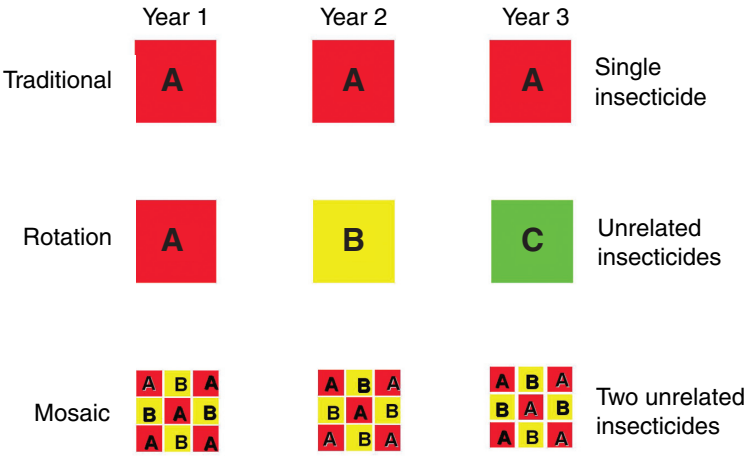 Year 1 Year 2 Year 3
Traditional A A A Single
insecticide
Rotation A B C Unrelated
insecticides
A B A A B A A B A
Mosaic B A B B A B B A B Two unrelated
insecticides
A B A A B A A B A